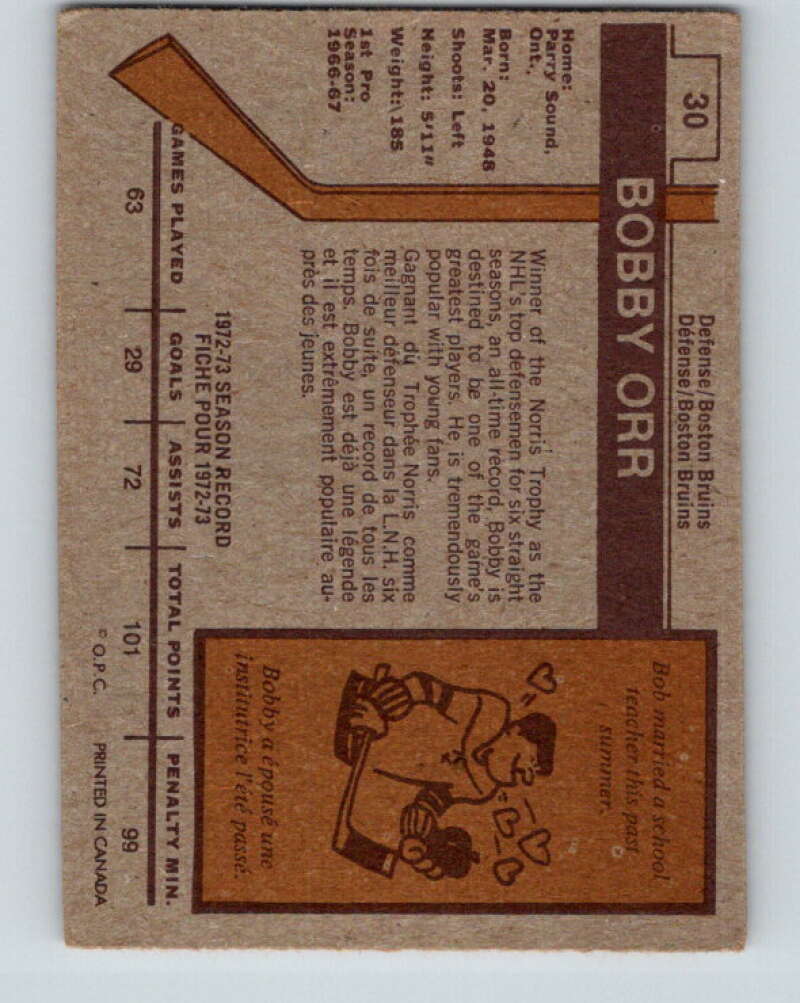 30
Defense/Boston Bruins
Défense/Boston Bruins
BOBBY ORR
Home:
Parry Sound,
Ont.,
Born:
Mar. 20, 1948
Shoots: Left
Height: 5'11"
Weight: 185
1st Pro
Season:
1966-67
Winner of the Norris Trophy as the
NHL's top defensemen for six straight
seasons, an all-time record, Bobby is
destined to be one of the game's
greatest players. He is tremendously
popular with young fans.
Gagnant du Trophée Norris comme
meilleur défenseur dans la L.N.H. six
fois de suite, un record de tous les
temps. Bobby est déjà une légende
et il est extrêmement populaire au-
près des jeunes.
Bob married a school
teacher this past
summer.
Bobby a épousé une
institutrice l'été passé.
1972-73 SEASON RECORD
FICHE POUR 1972-73
GAMES PLAYED GOALS ASSISTS TOTAL POINTS PENALTY MIN.
63 29 72 101 99
© O.P.C. PRINTED IN CANADA